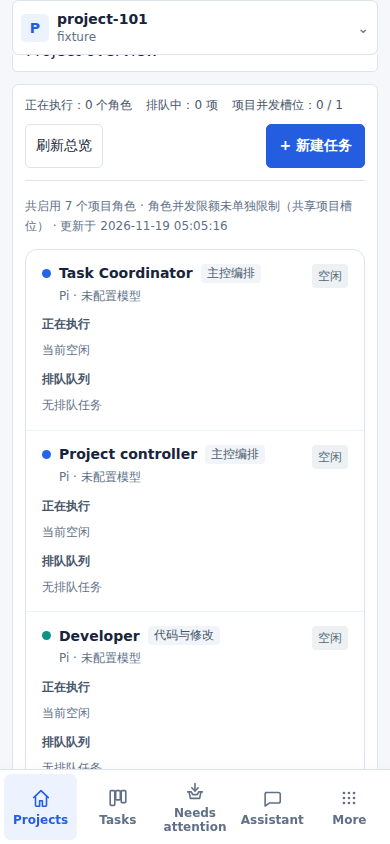 P
project-101
fixture
正在执行：0 个角色 排队中：0 项 项目并发槽位：0 / 1
刷新总览
+ 新建任务
共启用 7 个项目角色 · 角色并发限额未单独限制（共享项目槽
位） · 更新于 2026-11-19 05:05:16
Task Coordinator 主控编排 空闲
Pi · 未配置模型
正在执行
当前空闲
排队队列
无排队任务
Project controller 主控编排 空闲
Pi · 未配置模型
正在执行
当前空闲
排队队列
无排队任务
Developer 代码与修改 空闲
Pi · 未配置模型
正在执行
当前空闲
排队队列
无排队任务
Projects
Tasks
Needs
attention
Assistant
More